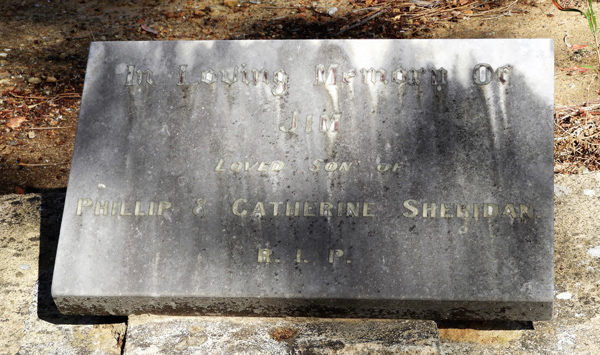 In Loving Memory Of
JIM
LOVED SON OF
PHILLIP & CATHERINE SHERIDAN
R.I.P.